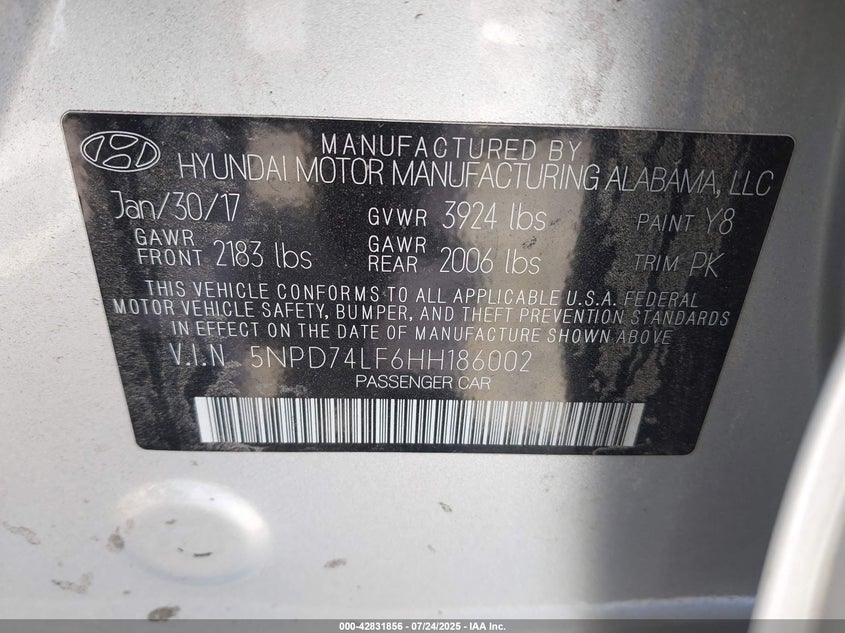 MANUFACTURED BY
HYUNDAI MOTOR MANUFACTURING ALABAMA, LLC
Jan/30/17 GVWR 3924 lbs PAINT Y8
GAWR FRONT 2183 lbs GAWR REAR 2006 lbs TRIM PK
THIS VEHICLE CONFORMS TO ALL APPLICABLE U.S.A. FEDERAL
MOTOR VEHICLE SAFETY, BUMPER, AND THEFT PREVENTION STANDARDS
IN EFFECT ON THE DATE OF MANUFACTURE SHOWN ABOVE
V.I.N 5NPD74LF6HH186002
PASSENGER CAR
000-42831856 - 07/24/2025 - IAA Inc.